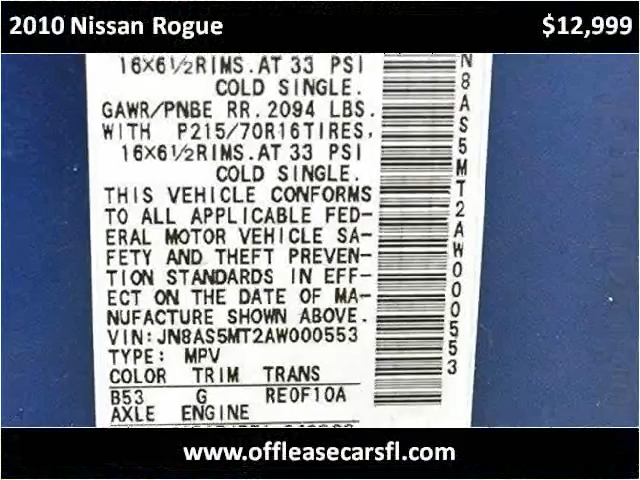 2010 Nissan Rogue $12,999
16X6½RIMS.AT 33 PSI
COLD SINGLE.
GAWR/PNBE RR.2094 LBS.
WITH P215/70R16TIRES,
16X6½RIMS.AT 33 PSI
COLD SINGLE.
THIS VEHICLE CONFORMS
TO ALL APPLICABLE FED-
ERAL MOTOR VEHICLE SA-
FETY AND THEFT PREVEN-
TION STANDARDS IN EFF-
ECT ON THE DATE OF MA-
NUFACTURE SHOWN ABOVE.
VIN:JN8AS5MT2AW000553
TYPE: MPV
COLOR TRIM TRANS
B53 G RE0F10A
AXLE ENGINE
N8AS5MT2AW000553
www.offleasecarsfl.com